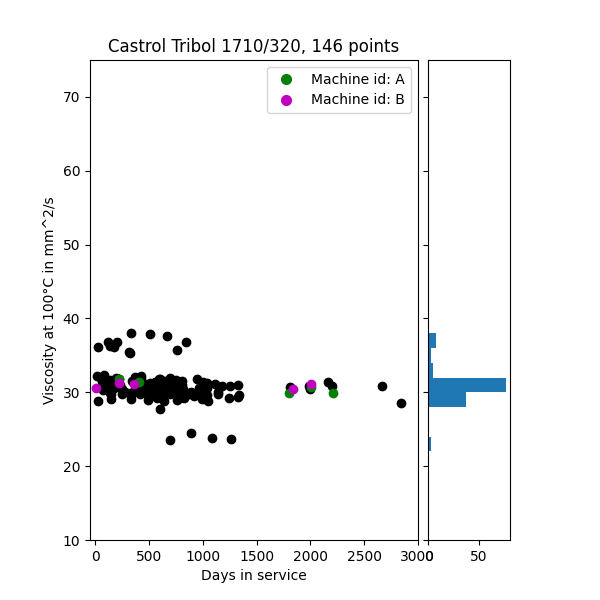 Castrol Tribol 1710/320, 146 points
Machine id: A
Machine id: B
70
60
50
40
30
20
10
Viscosity at 100°C in mm^2/s
0 500 1000 1500 2000 2500 3000
0 50
Days in service